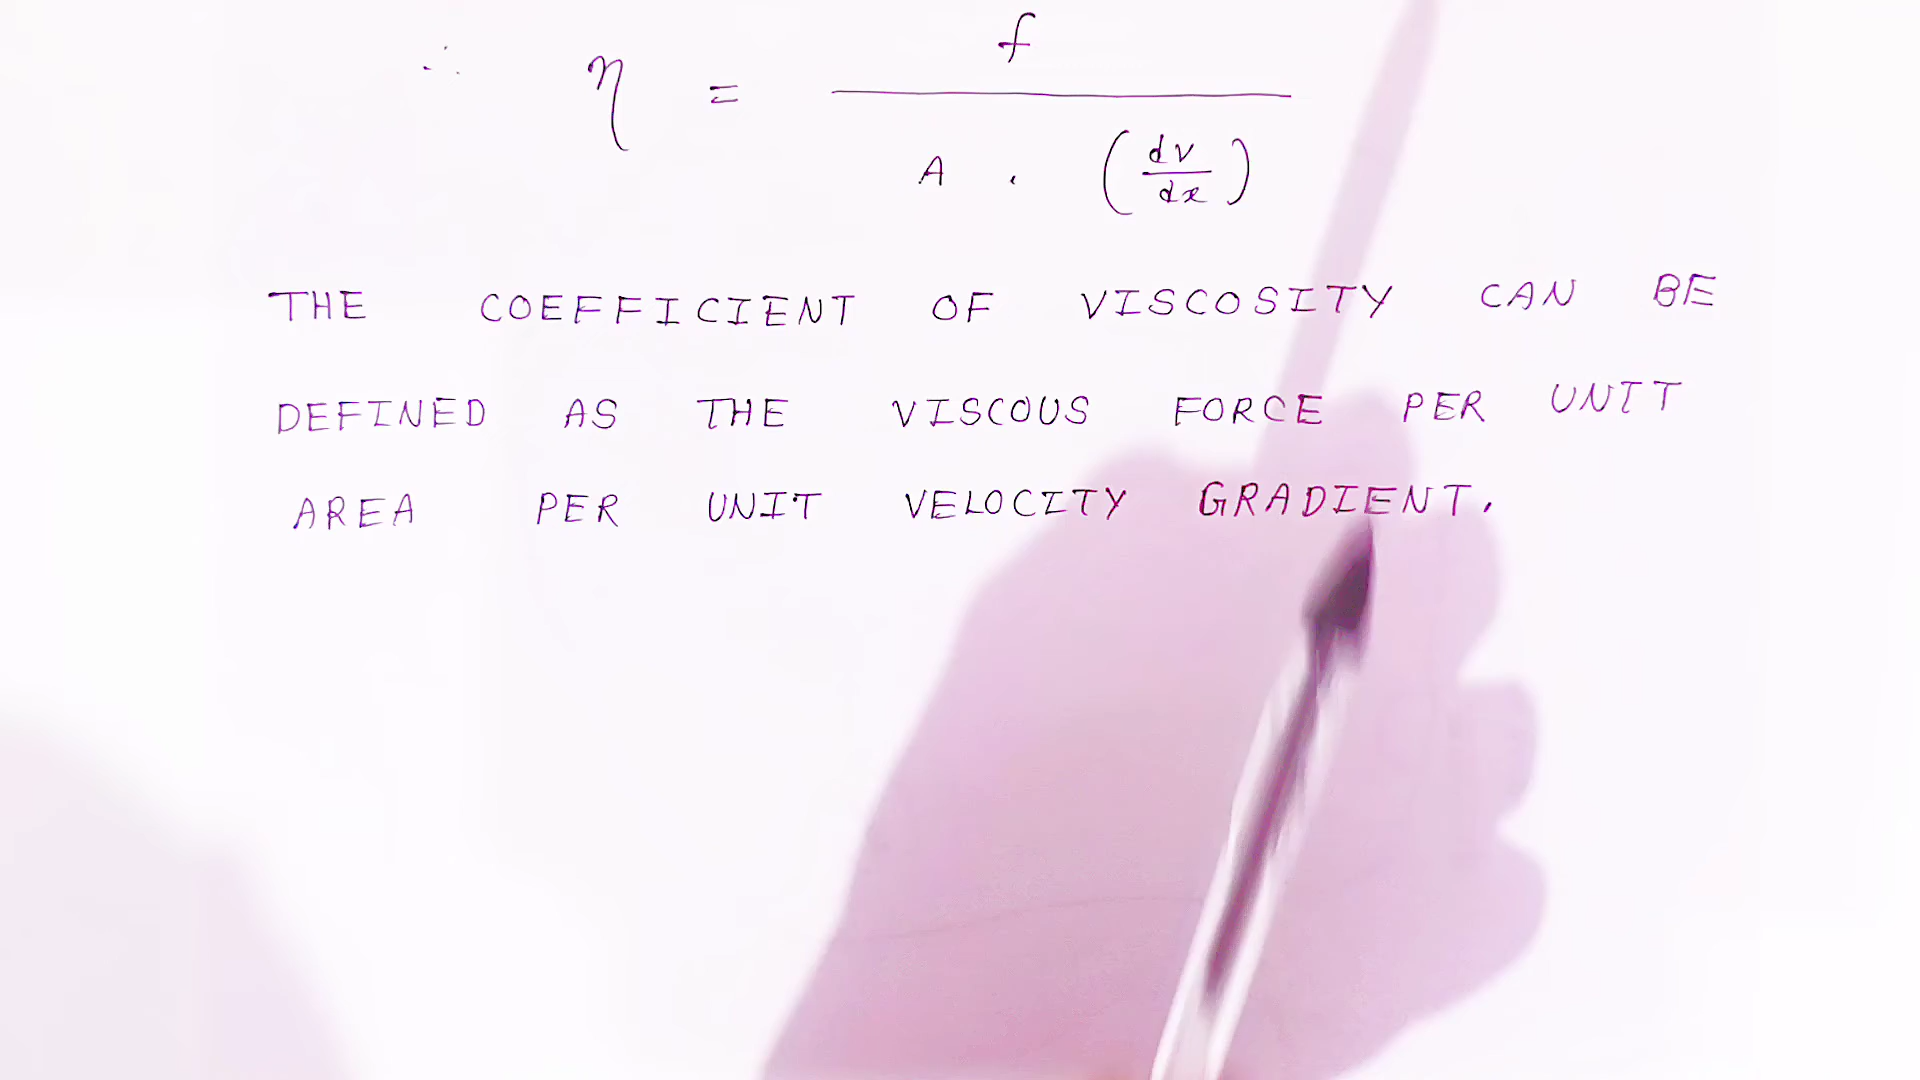 ∴ η = f / A . (dv/dx)
THE COEFFICIENT OF VISCOSITY CAN BE
DEFINED AS THE VISCOUS FORCE PER UNIT
AREA PER UNIT VELOCITY GRADIENT.